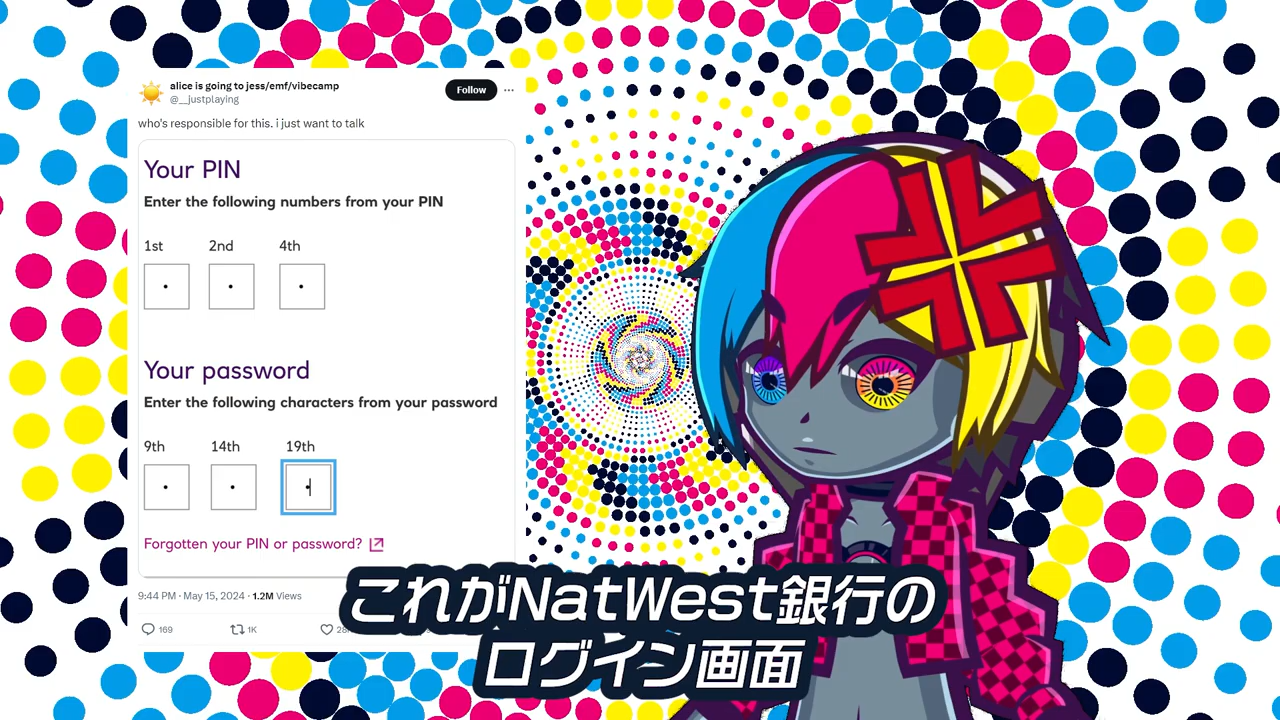 alice is going to jess/emf/vibecamp
@__justplaying
Follow
who's responsible for this. i just want to talk
Your PIN
Enter the following numbers from your PIN
1st 2nd 4th
Your password
Enter the following characters from your password
9th 14th 19th
Forgotten your PIN or password?
9:44 PM · May 15, 2024 · 1.2M Views
169 1K
これがNatWest銀行の
ログイン画面